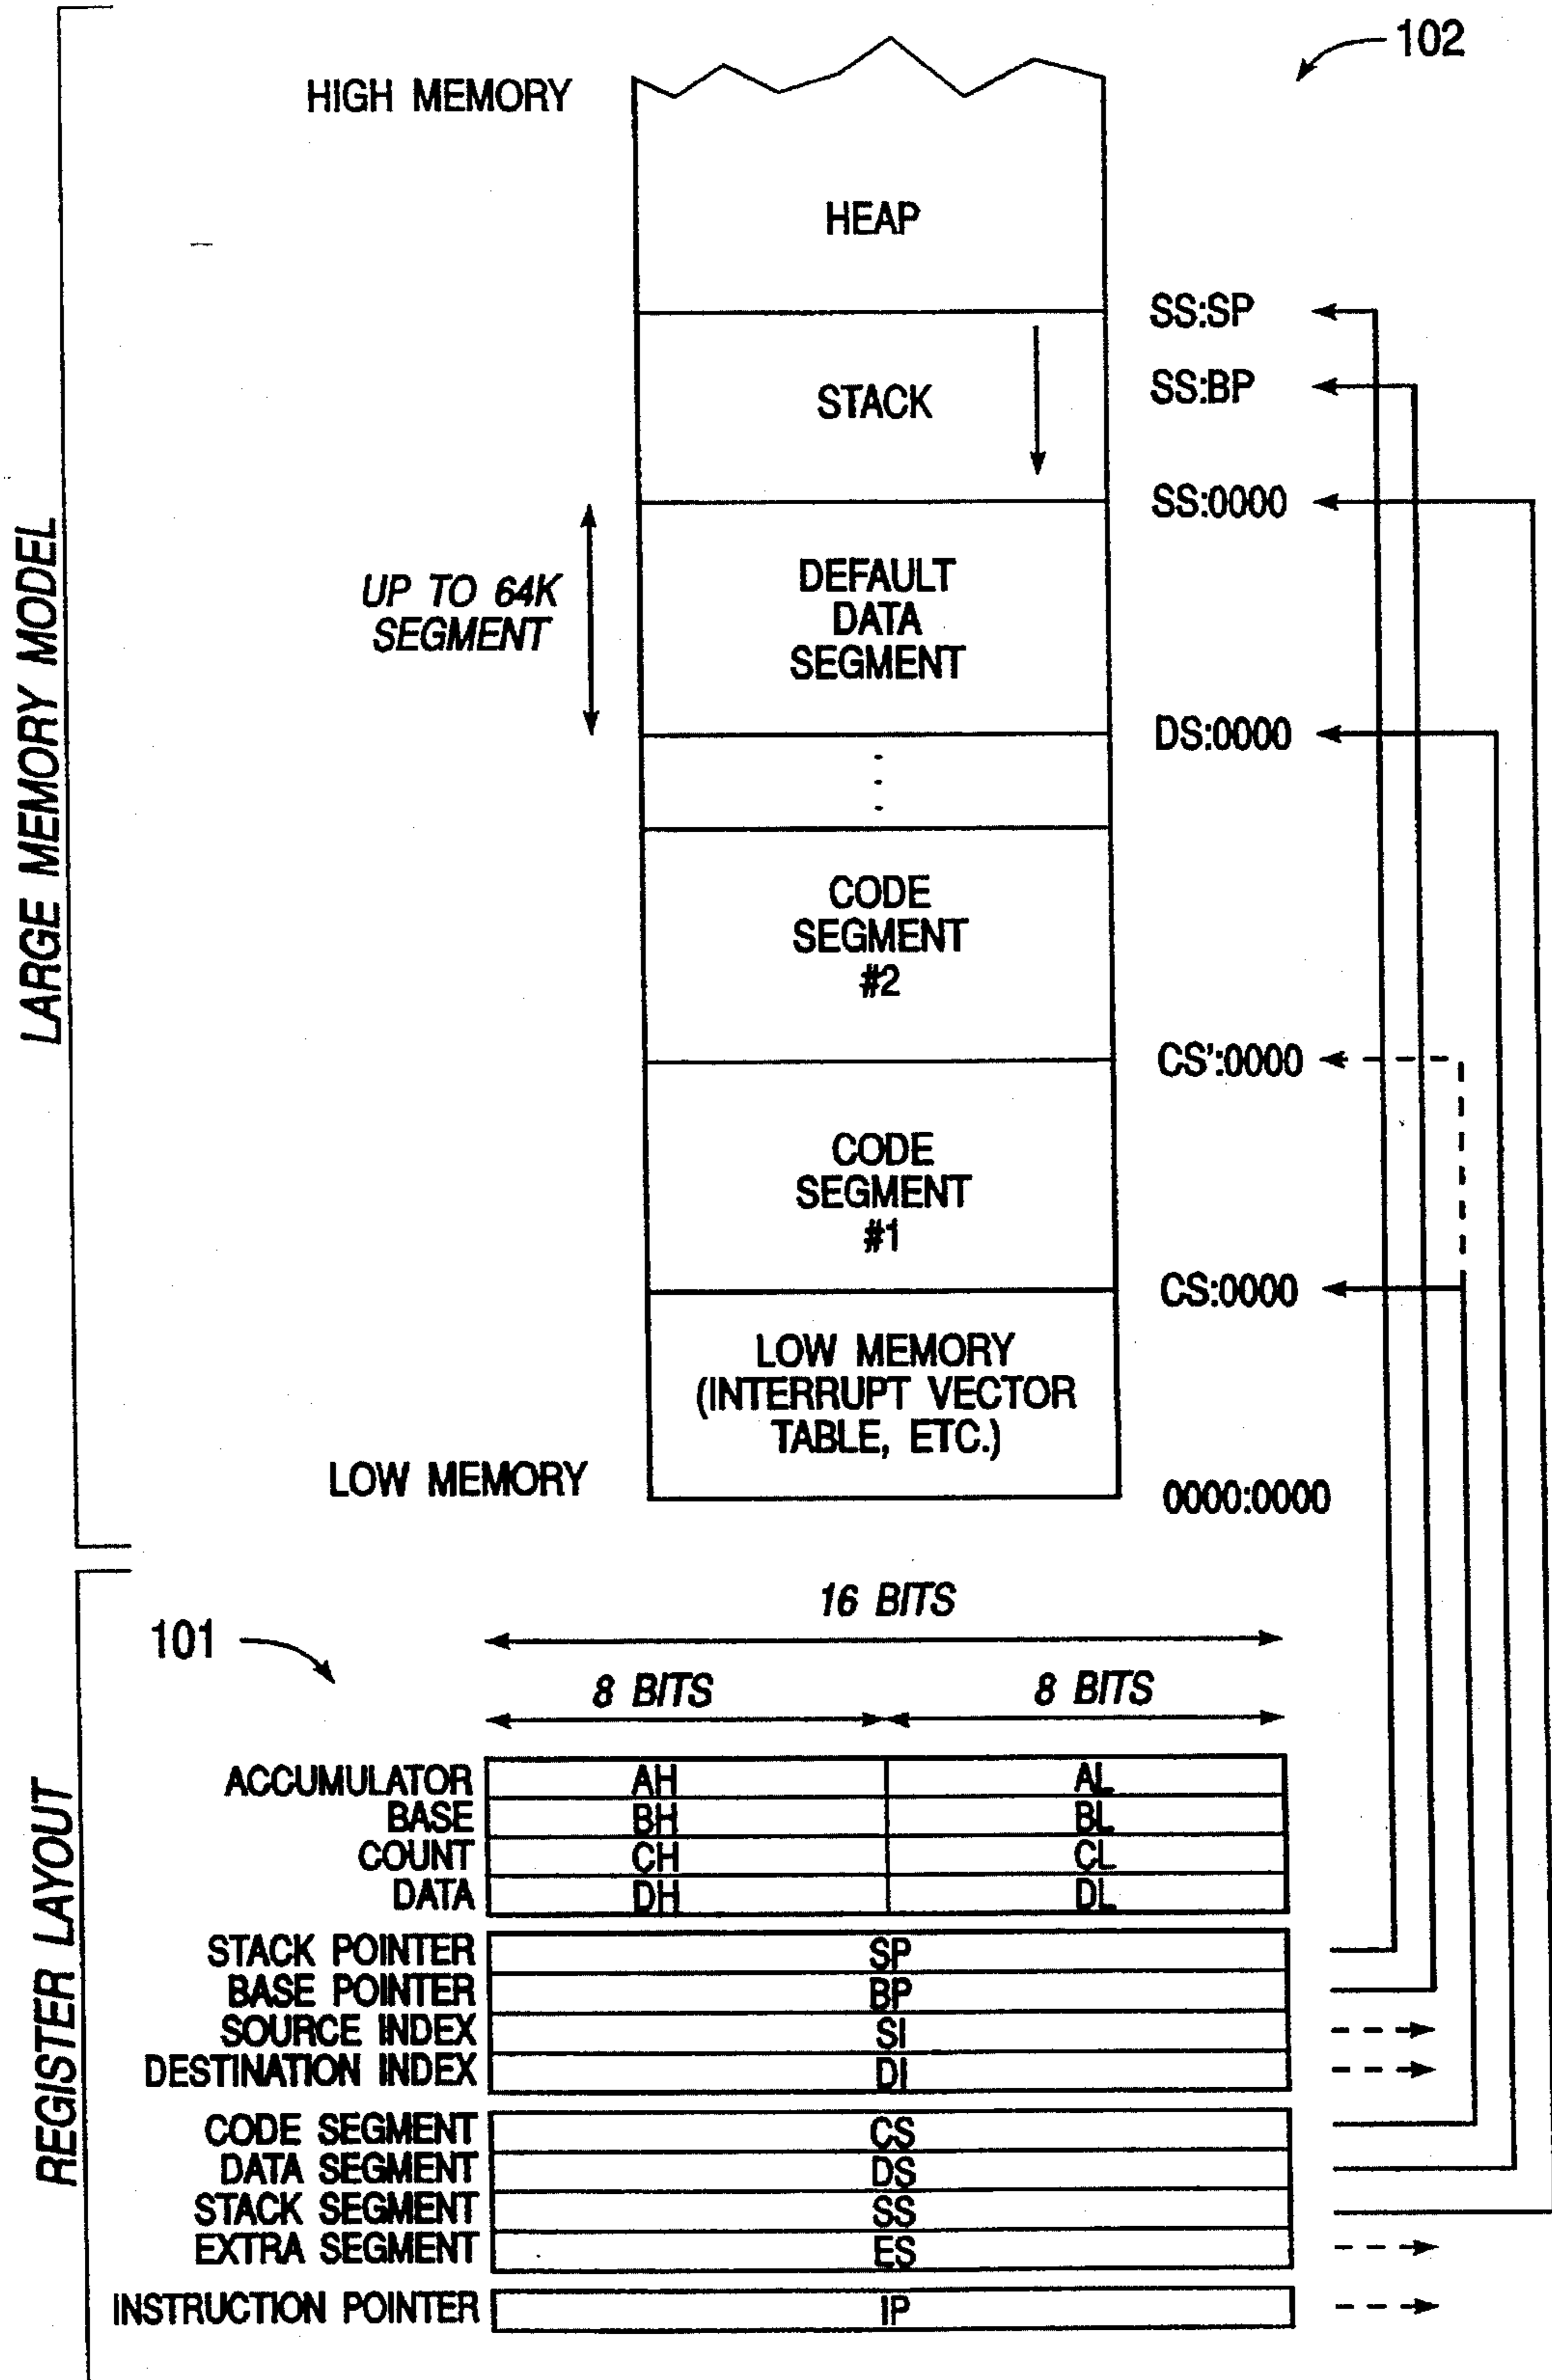 LARGE MEMORY MODEL
102
HIGH MEMORY
HEAP
SS:SP
SS:BP
STACK
SS:0000
UP TO 64K
SEGMENT
DEFAULT
DATA
SEGMENT
DS:0000
CODE
SEGMENT
#2
CS':0000
CODE
SEGMENT
#1
CS:0000
LOW MEMORY
(INTERRUPT VECTOR
TABLE, ETC.)
LOW MEMORY
0000:0000
REGISTER LAYOUT
101
16 BITS
8 BITS 8 BITS
ACCUMULATOR AH AL
BASE BH BL
COUNT CH CL
DATA DH DL
STACK POINTER SP
BASE POINTER BP
SOURCE INDEX SI
DESTINATION INDEX DI
CODE SEGMENT CS
DATA SEGMENT DS
STACK SEGMENT SS
EXTRA SEGMENT ES
INSTRUCTION POINTER IP